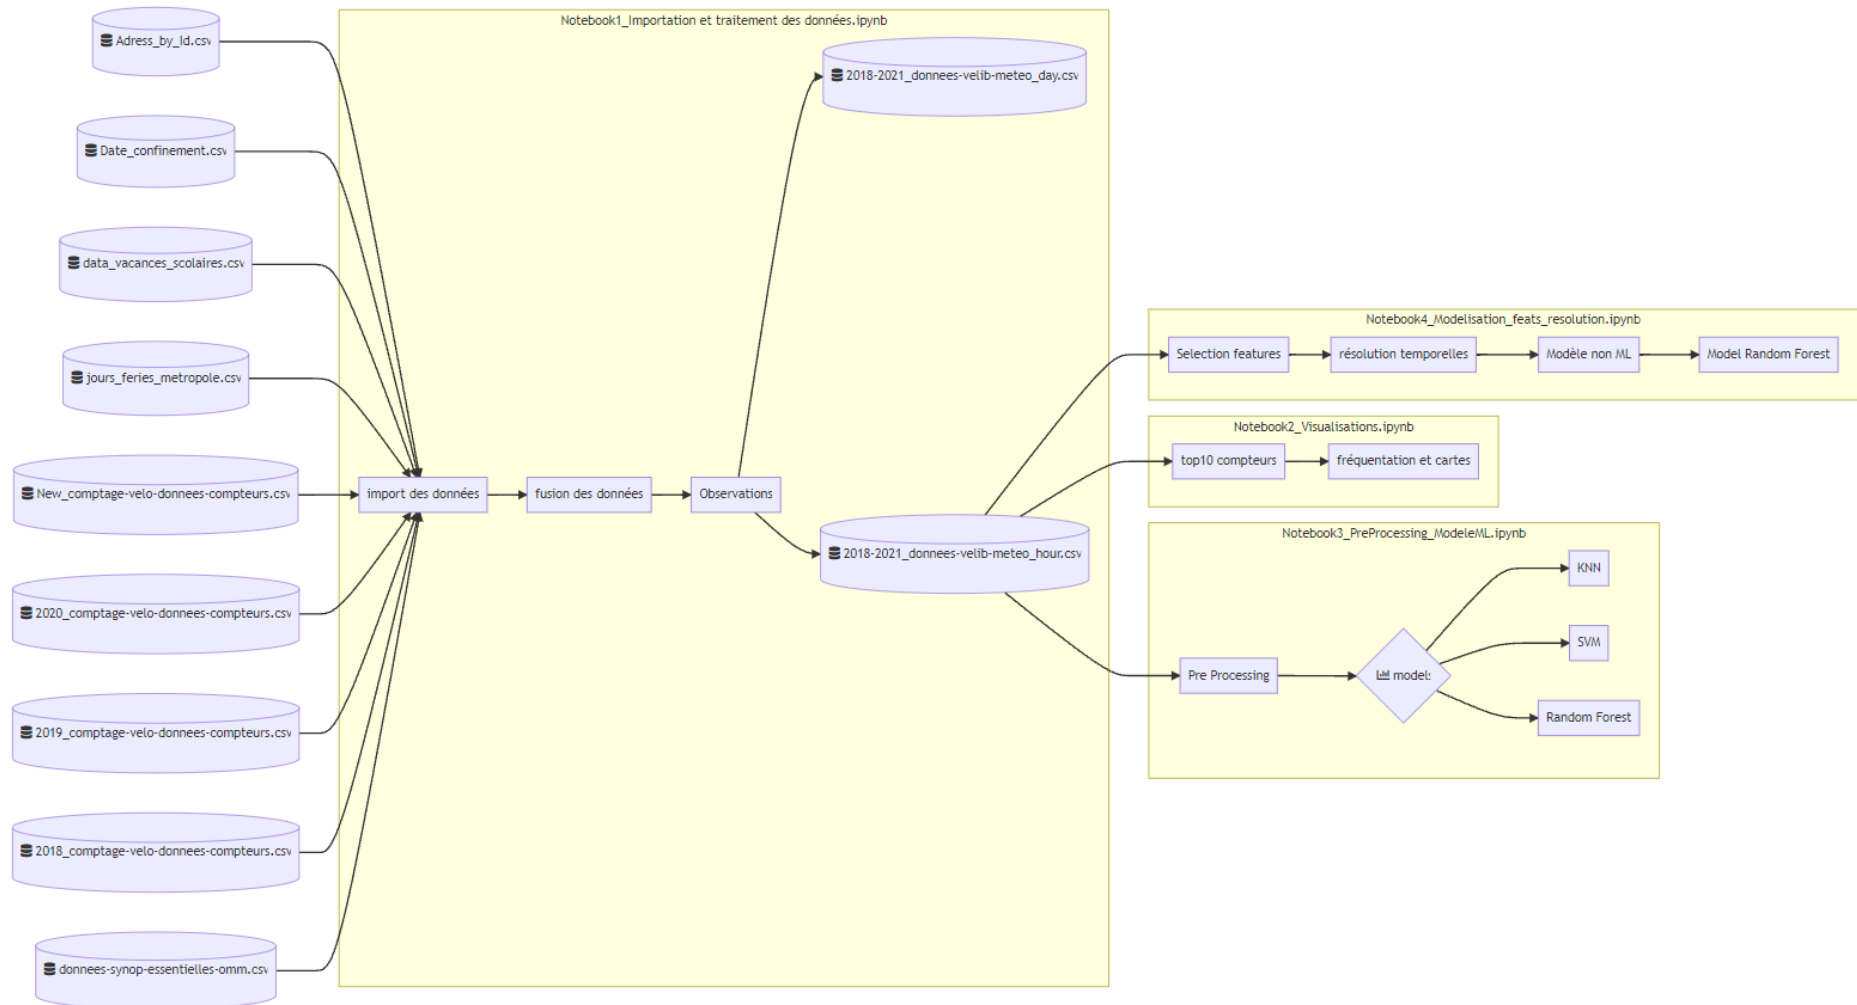 Adress_by_Id.csv
Date_confinement.csv
data_vacances_scolaires.csv
jours_feries_metropole.csv
New_comptage-velo-donnees-compteurs.csv
2020_comptage-velo-donnees-compteurs.csv
2019_comptage-velo-donnees-compteurs.csv
2018_comptage-velo-donnees-compteurs.csv
donnees-synop-essentielles-omm.csv
Notebook1_Importation et traitement des données.ipynb
import des données
fusion des données
Observations
2018-2021_donnees-velib-meteo_day.csv
2018-2021_donnees-velib-meteo_hour.csv
Notebook4_Modelisation_feats_resolution.ipynb
Selection features
résolution temporelles
Modèle non ML
Model Random Forest
Notebook2_Visualisations.ipynb
top10 compteurs
fréquentation et cartes
Notebook3_PreProcessing_ModeleML.ipynb
Pre Processing
models
KNN
SVM
Random Forest